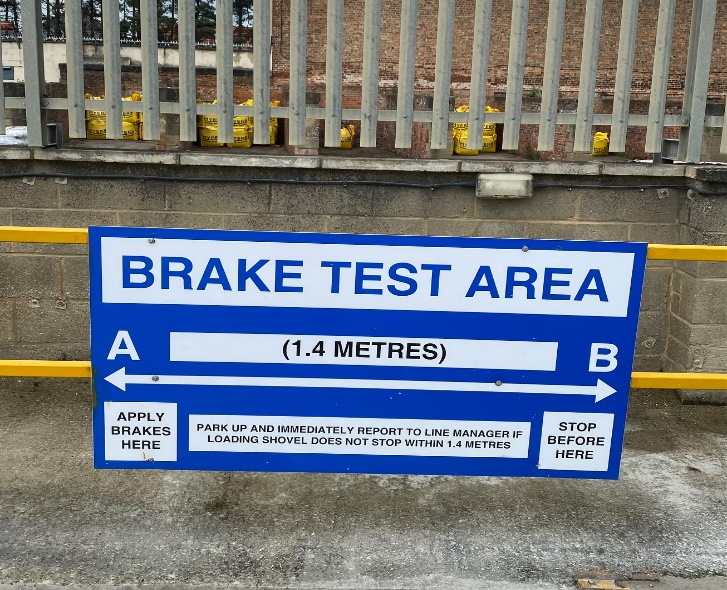 BRAKE TEST AREA
A
(1.4 METRES)
B
APPLY
BRAKES
HERE
PARK UP AND IMMEDIATELY REPORT TO LINE MANAGER IF
LOADING SHOVEL DOES NOT STOP WITHIN 1.4 METRES
STOP
BEFORE
HERE